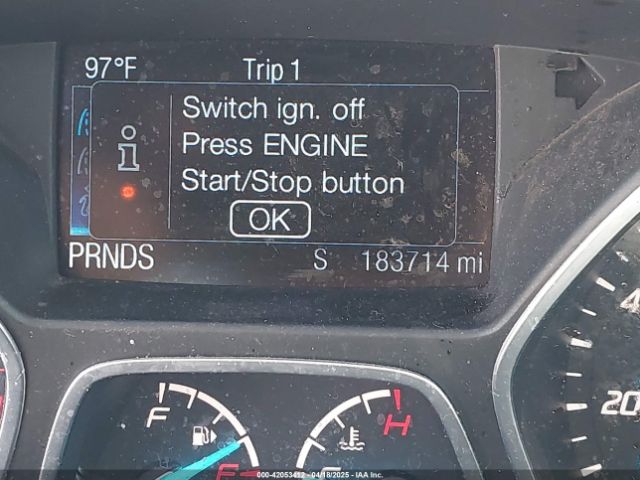 97°F Trip 1
Switch ign. off
Press ENGINE
Start/Stop button
OK
PRNDS S 183714 mi
F H
20
000-42053412 - 04/18/2025 - © IAA, Inc.